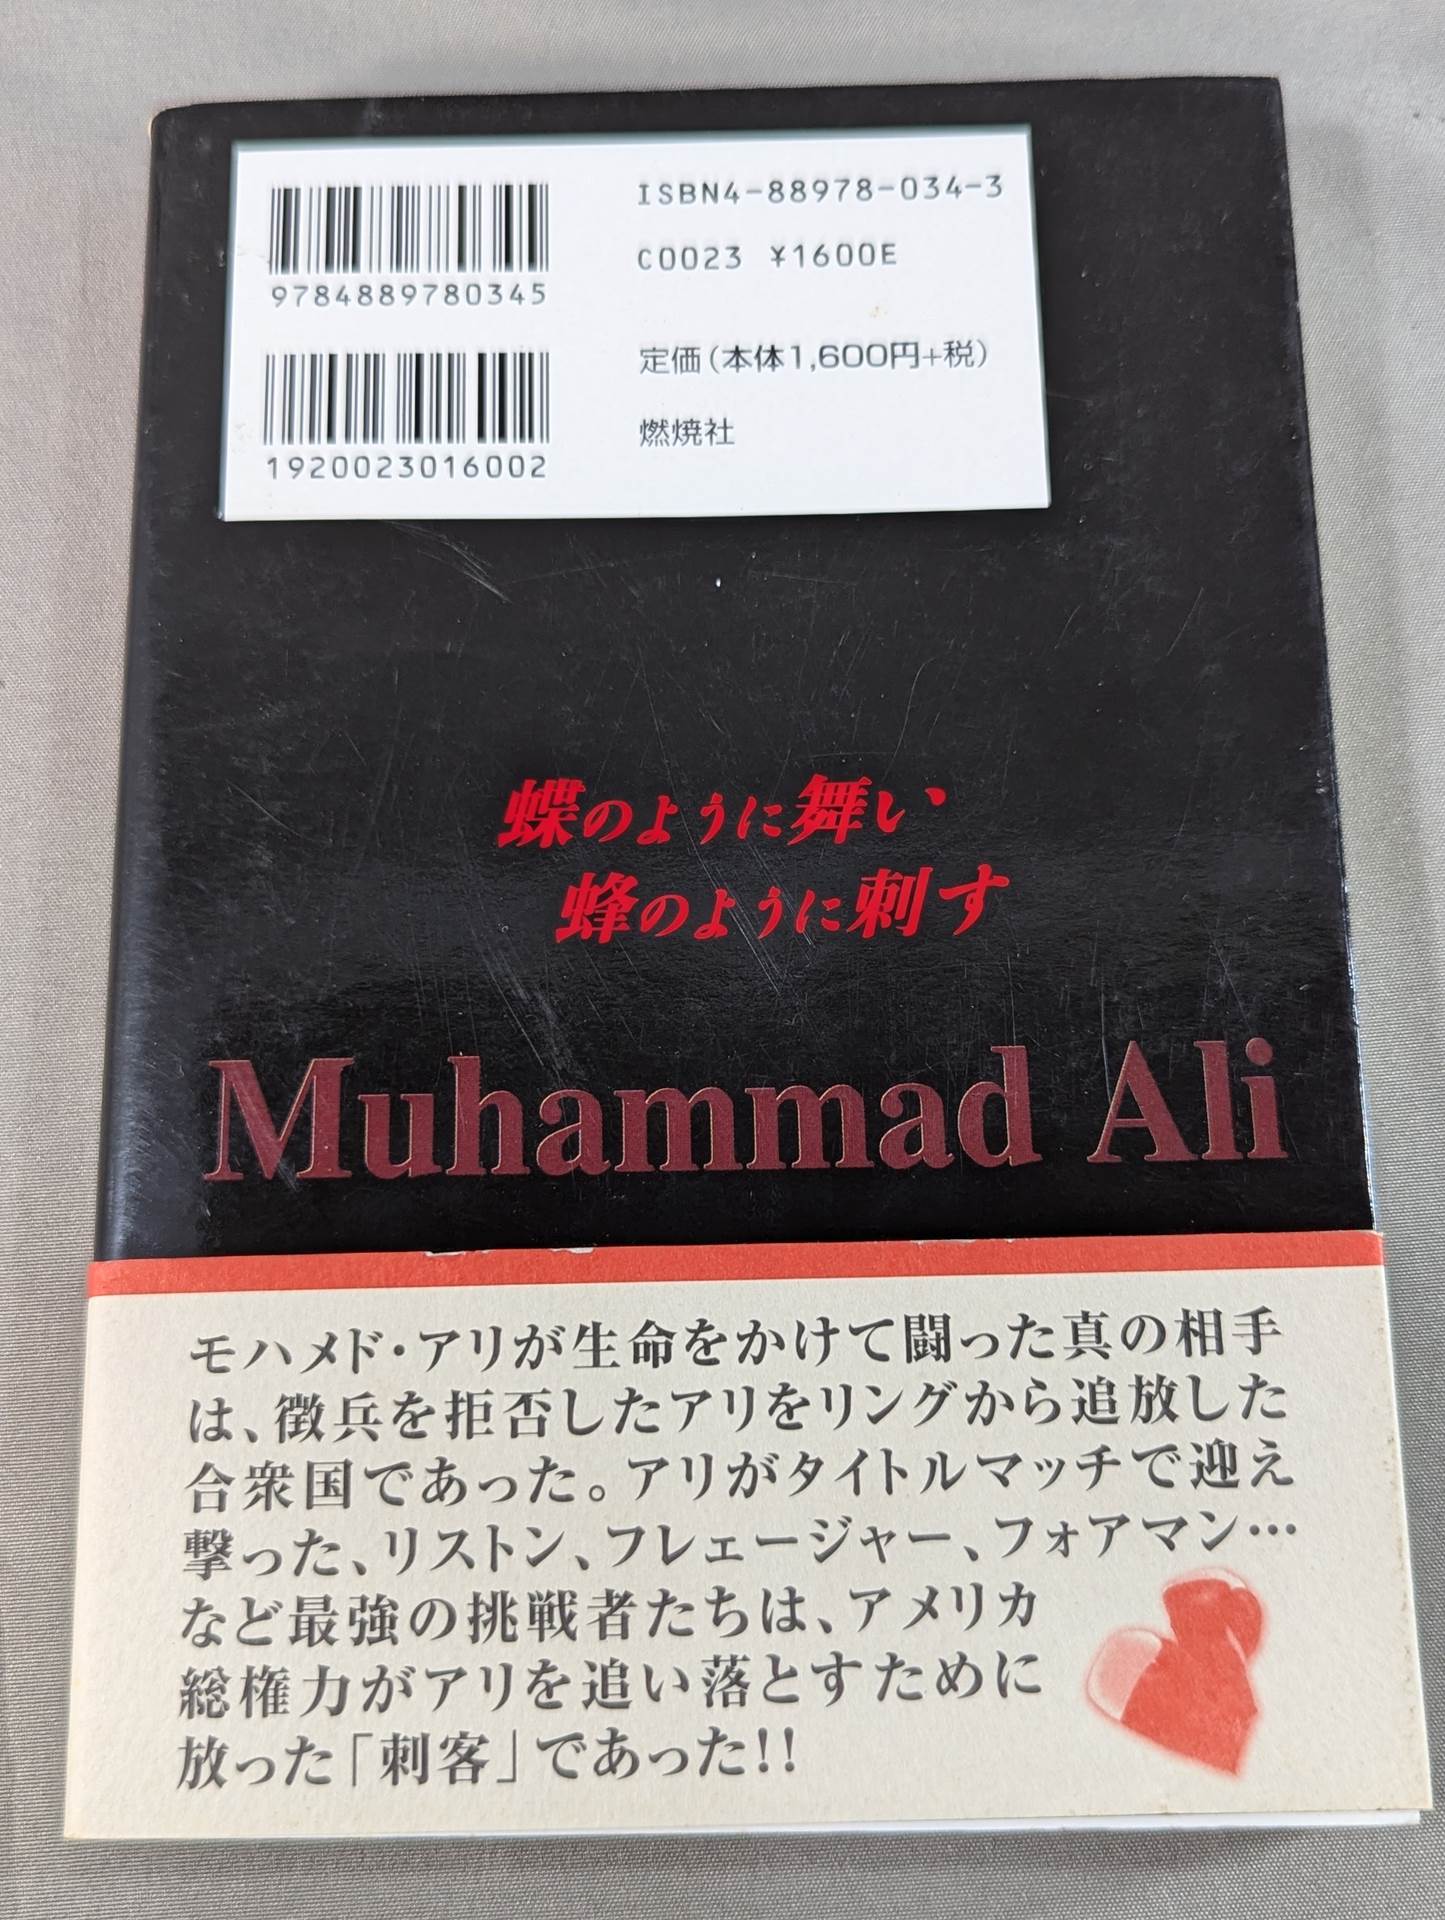 ISBN4-88978-034-3
9784889780345
C0023 ¥1600E
定価(本体1,600円+税)
1920023016002
燃焼社
蝶のように舞い
蜂のように刺す
Muhammad Ali
モハメド・アリが生命をかけて闘った真の相手
は、徴兵を拒否したアリをリングから追放した
合衆国であった。アリがタイトルマッチで迎え
撃った、リストン、フレェージャー、フォアマン…
など最強の挑戦者たちは、アメリカ
総権力がアリを追い落とすために
放った「刺客」であった!!